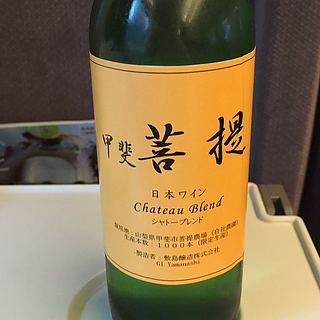 甲斐 菩提
日本ワイン
Chateau Blend
シャトーブレンド
栽培地:山梨県甲斐市菩提農場(自社農園)
生産本数:1000本(限定生産)
製造者:敷島醸造株式会社
GI Yamanashi